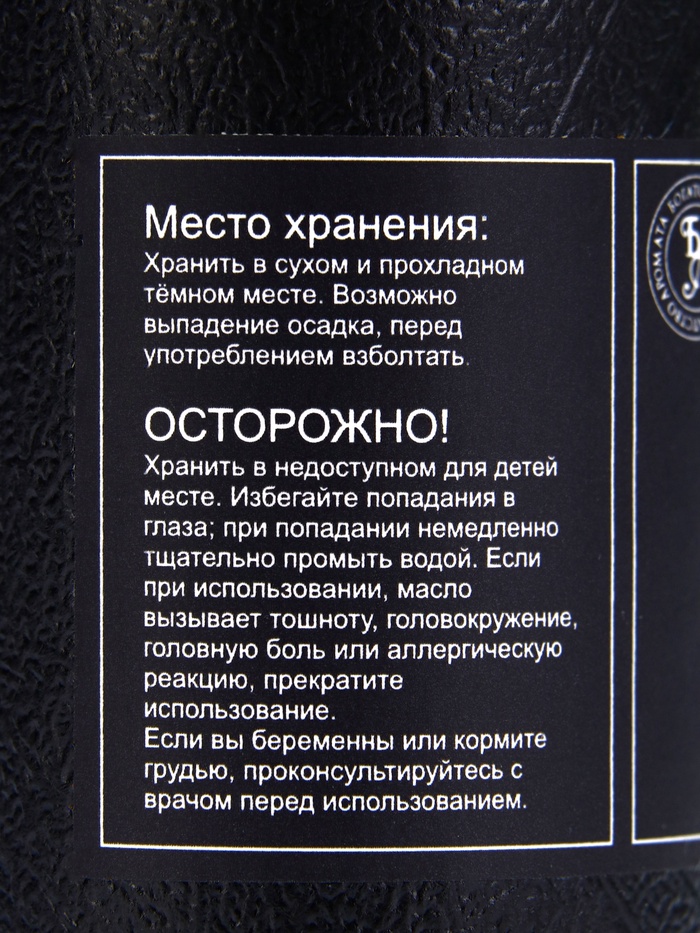 Место хранения:
Хранить в сухом и прохладном
тёмном месте. Возможно
выпадение осадка, перед
употреблением взболтать.
ОСТОРОЖНО!
Хранить в недоступном для детей
месте. Избегайте попадания в
глаза; при попадании немедленно
тщательно промыть водой. Если
при использовании, масло
вызывает тошноту, головокружение,
головную боль или аллергическую
реакцию, прекратите
использование.
Если вы беременны или кормите
грудью, проконсультируйтесь с
врачом перед использованием.
АРОМАТА